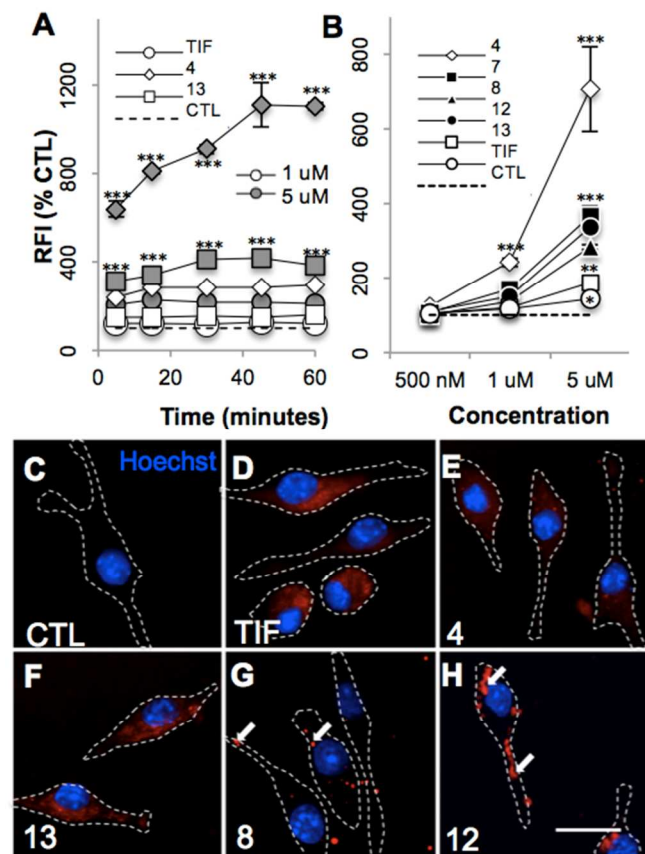 A
TIF
4
13
CTL
1 uM
5 uM
RFI (% CTL)
1200
800
400
0
***
***
***
***
***
***
***
***
***
***
0 20 40 60
Time (minutes)
B
4
7
8
12
13
TIF
CTL
800
600
400
200
0
***
***
***
**
*
500 nM 1 uM 5 uM
Concentration
C
Hoechst
CTL
D
TIF
E
4
F
13
G
8
H
12